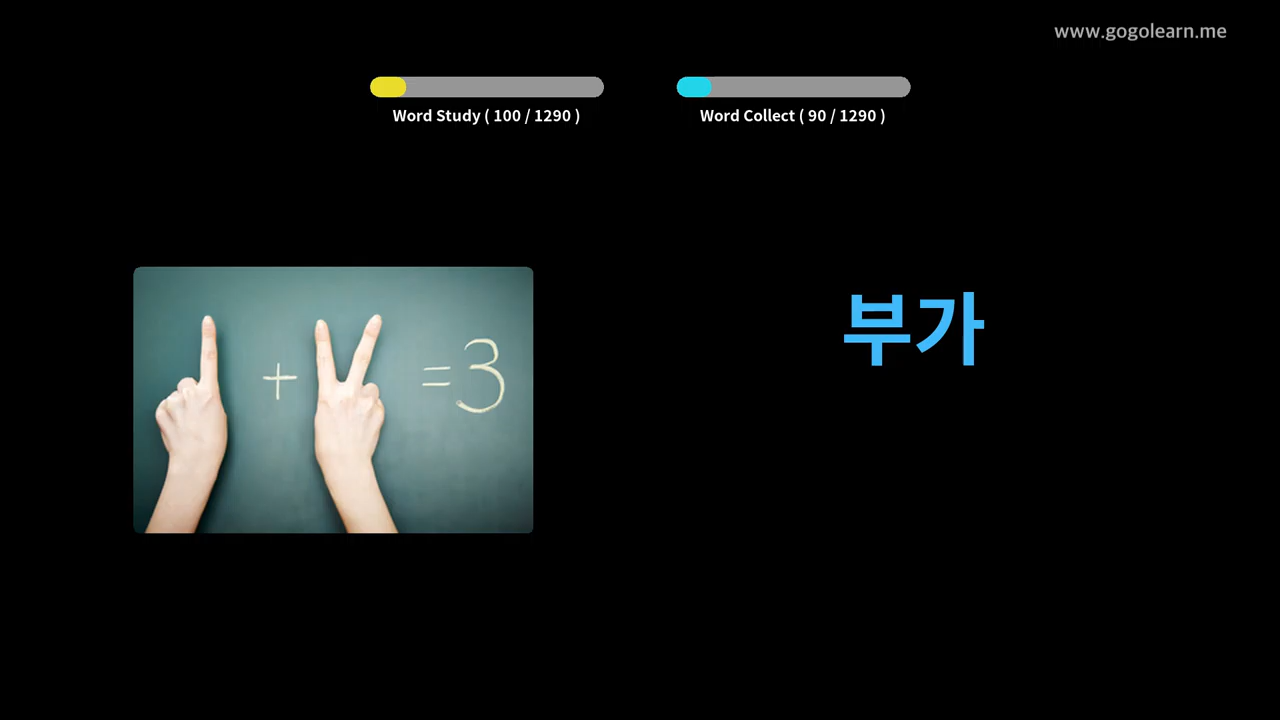 www.gogolearn.me
Word Study ( 100 / 1290 )
Word Collect ( 90 / 1290 )
+ =3
부가